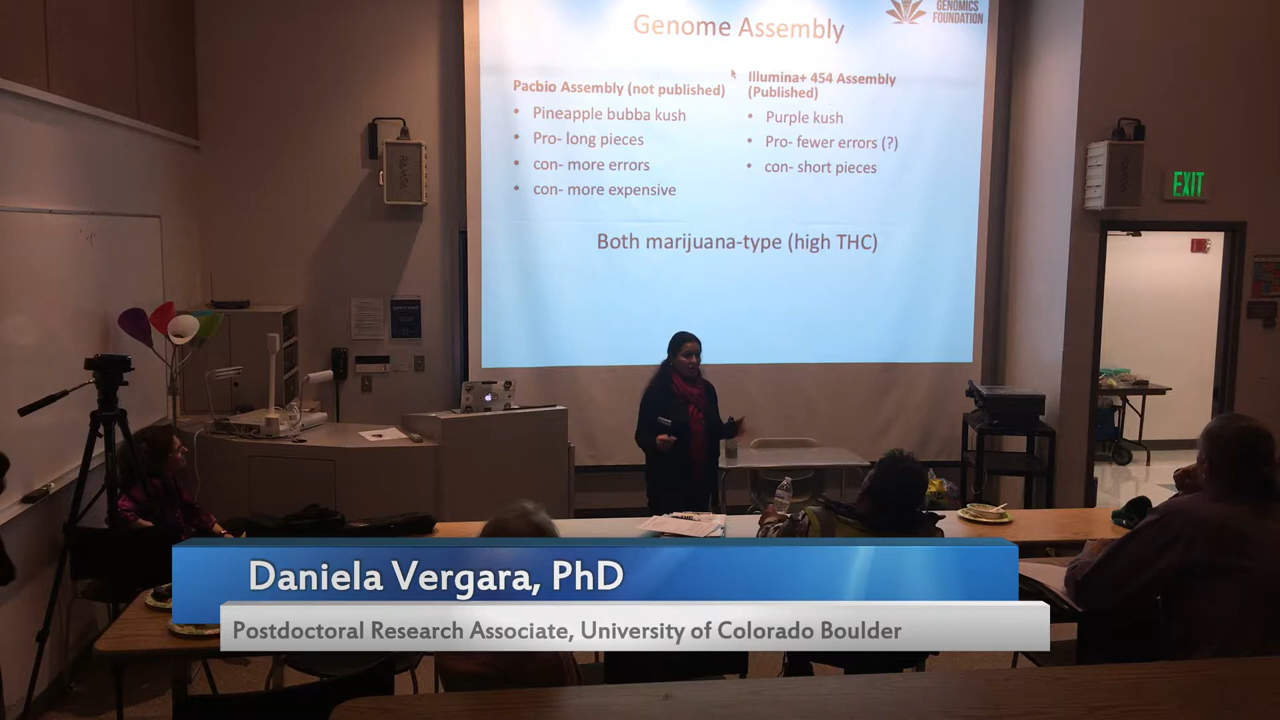 GENOMICS
FOUNDATION
Genome Assembly
Pacbio Assembly (not published)
• Pineapple bubba kush
• Pro- long pieces
• con- more errors
• con- more expensive
Illumina+ 454 Assembly
(Published)
• Purple kush
• Pro- fewer errors (?)
• con- short pieces
Both marijuana-type (high THC)
EXIT
Daniela Vergara, PhD
Postdoctoral Research Associate, University of Colorado Boulder